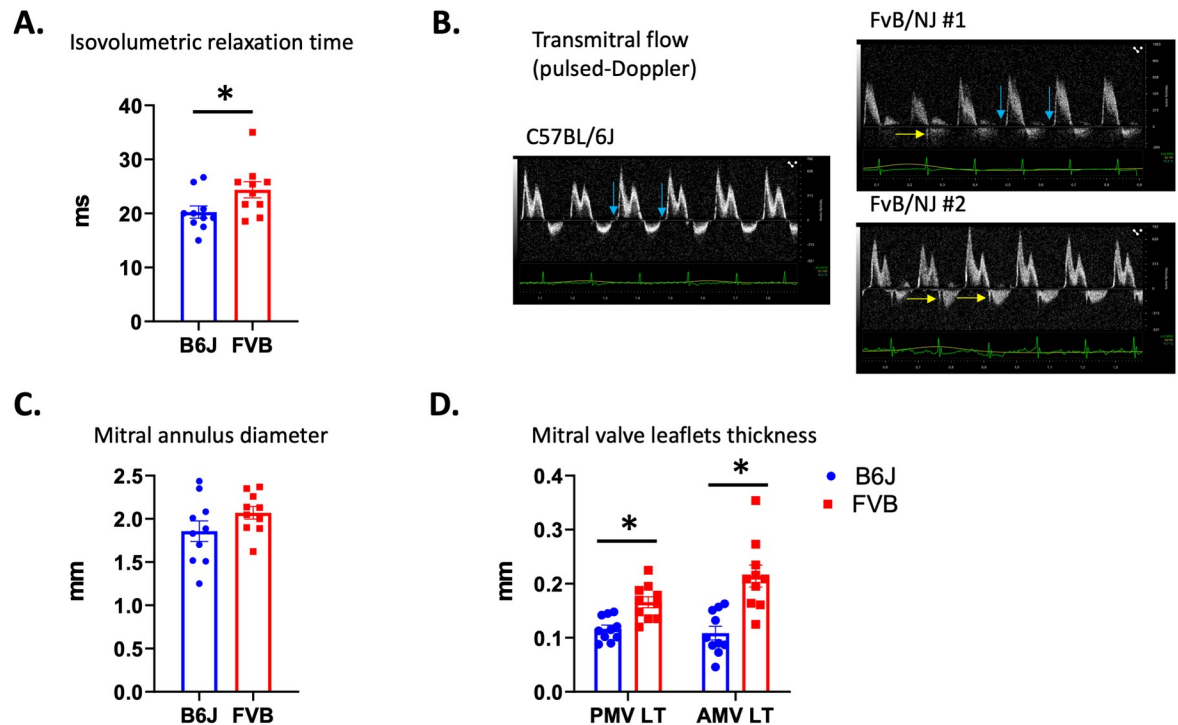 A.
Isovolumetric relaxation time
*
40
30
20
10
0
ms
B6J FVB
B.
Transmitral flow
(pulsed-Doppler)
C57BL/6J
FvB/NJ #1
FvB/NJ #2
C.
Mitral annulus diameter
2.5
2.0
1.5
1.0
0.5
0.0
mm
B6J FVB
D.
Mitral valve leaflets thickness
*
*
0.4
0.3
0.2
0.1
0.0
mm
PMV LT AMV LT
B6J
FVB